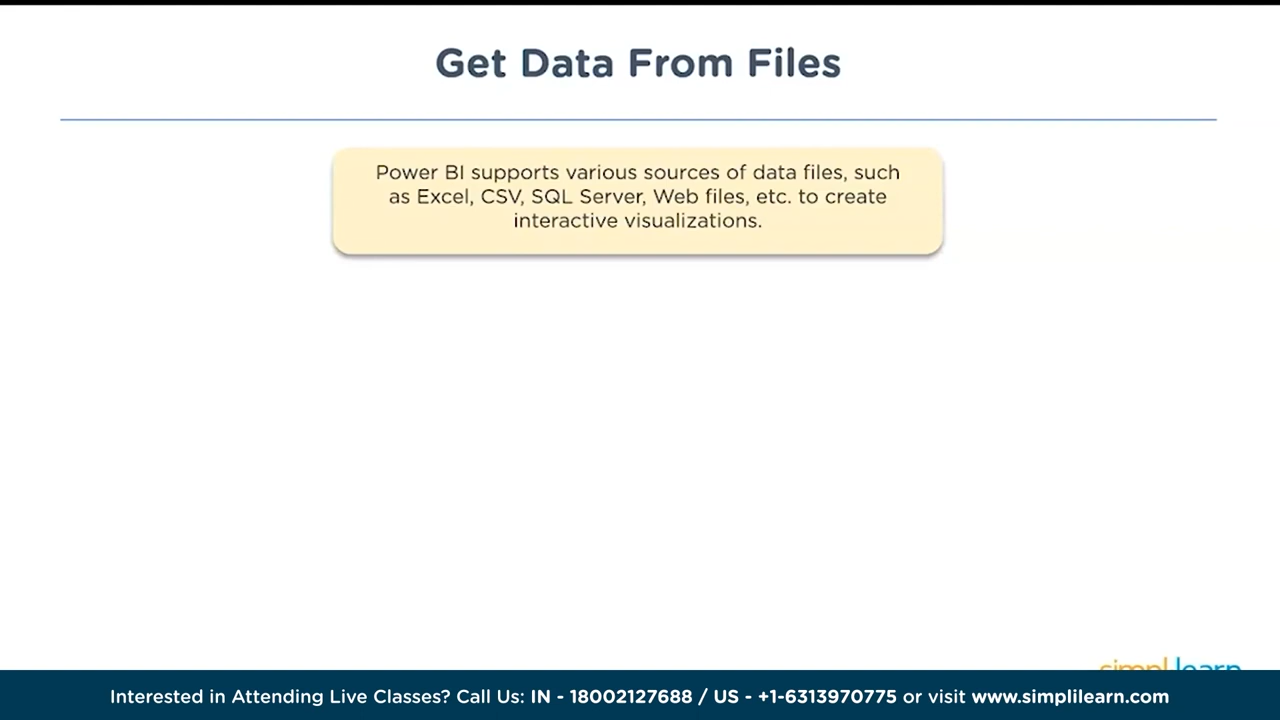 Get Data From Files
Power BI supports various sources of data files, such
as Excel, CSV, SQL Server, Web files, etc. to create
interactive visualizations.
simplilearn
Interested in Attending Live Classes? Call Us: IN - 18002127688 / US - +1-6313970775 or visit www.simplilearn.com